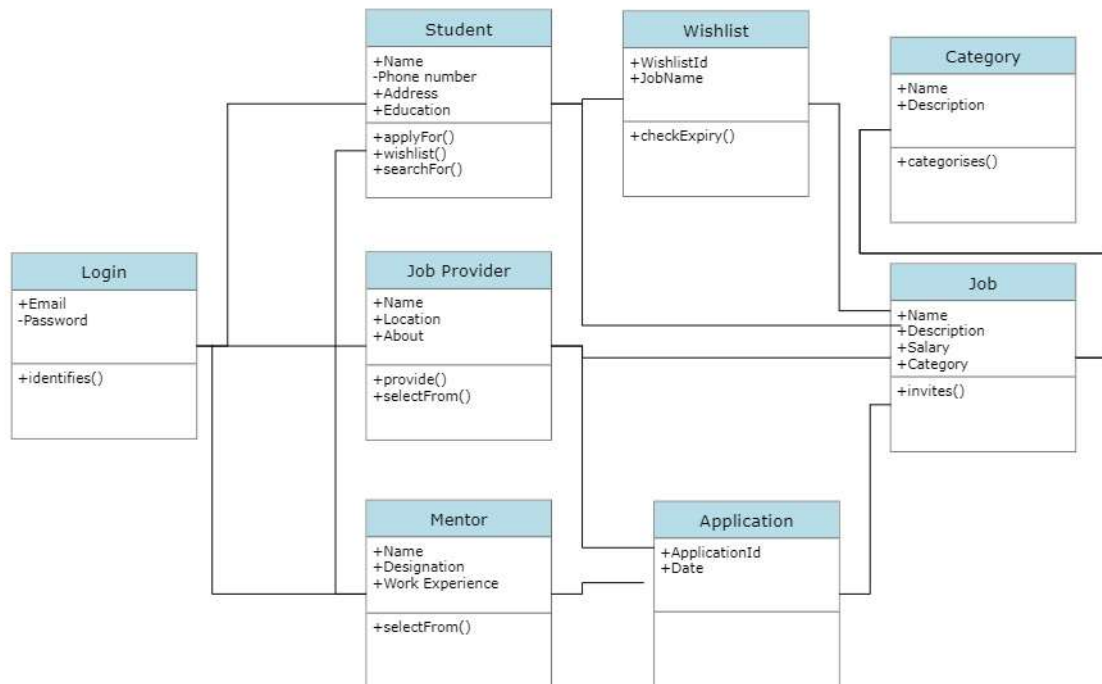 Student
+Name
-Phone number
+Address
+Education
+applyFor()
+wishlist()
+searchFor()
Wishlist
+WishlistId
+JobName
+checkExpiry()
Category
+Name
+Description
+categorises()
Login
+Email
-Password
+identifies()
Job Provider
+Name
+Location
+About
+provide()
+selectFrom()
Job
+Name
+Description
+Salary
+Category
+invites()
Mentor
+Name
+Designation
+Work Experience
+selectFrom()
Application
+ApplicationId
+Date